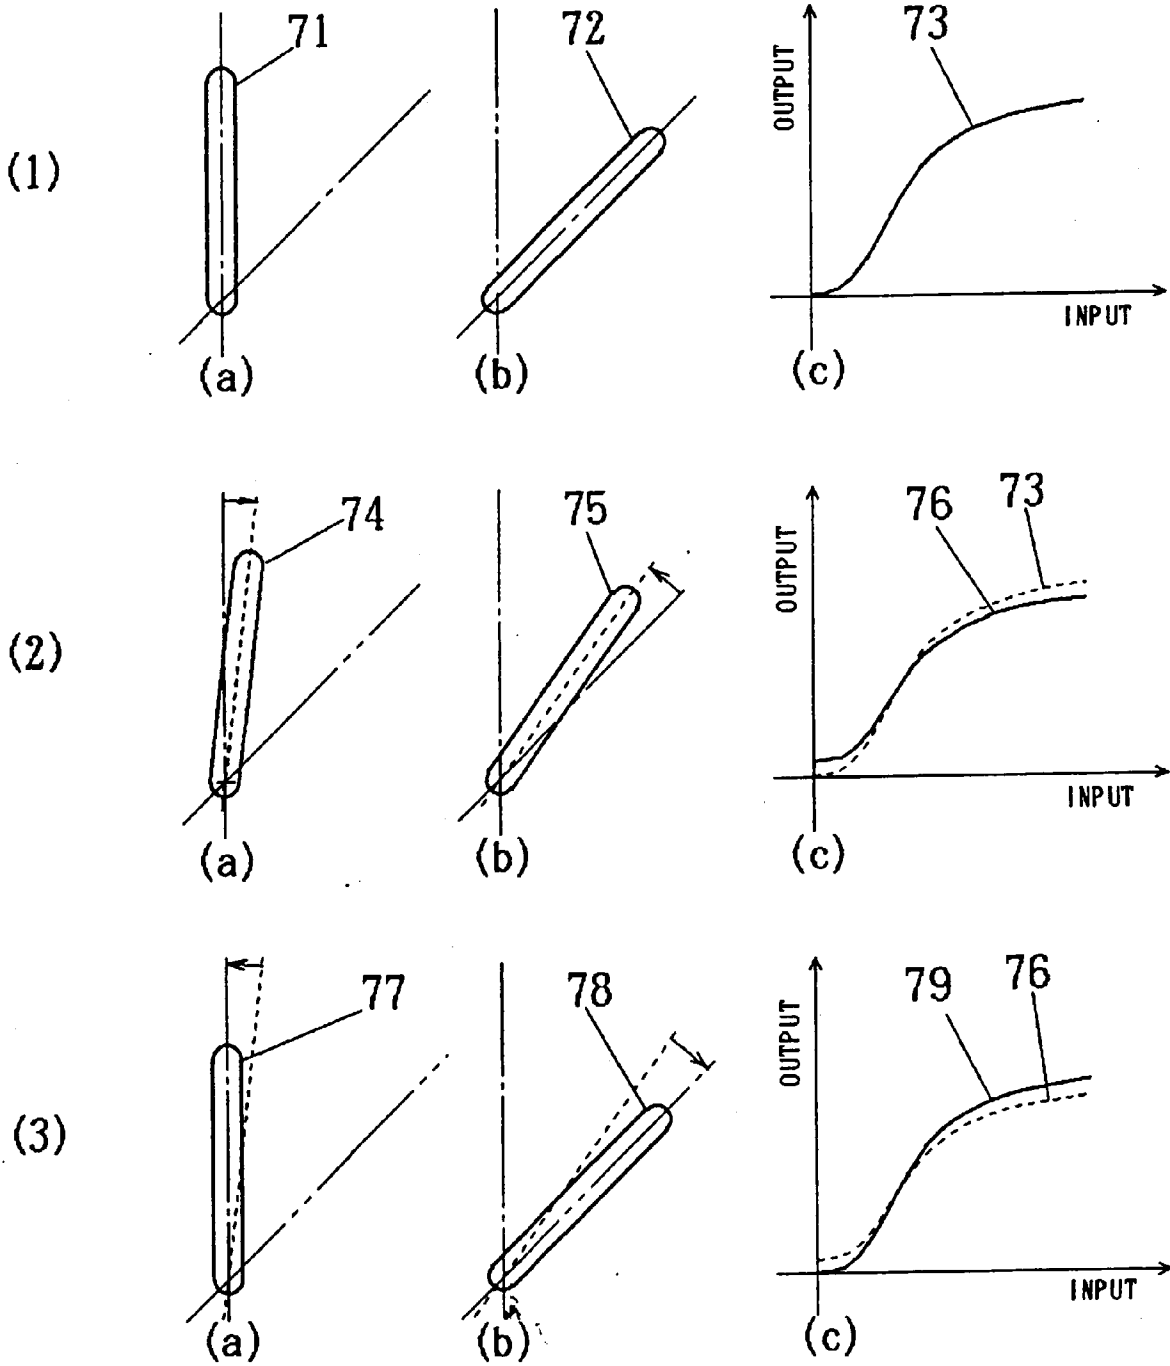 (1)
71
72
73
OUTPUT
INPUT
(a)
(b)
(c)
(2)
74
75
76
73
OUTPUT
INPUT
(a)
(b)
(c)
(3)
77
78
79
76
OUTPUT
INPUT
(a)
(b)
(c)